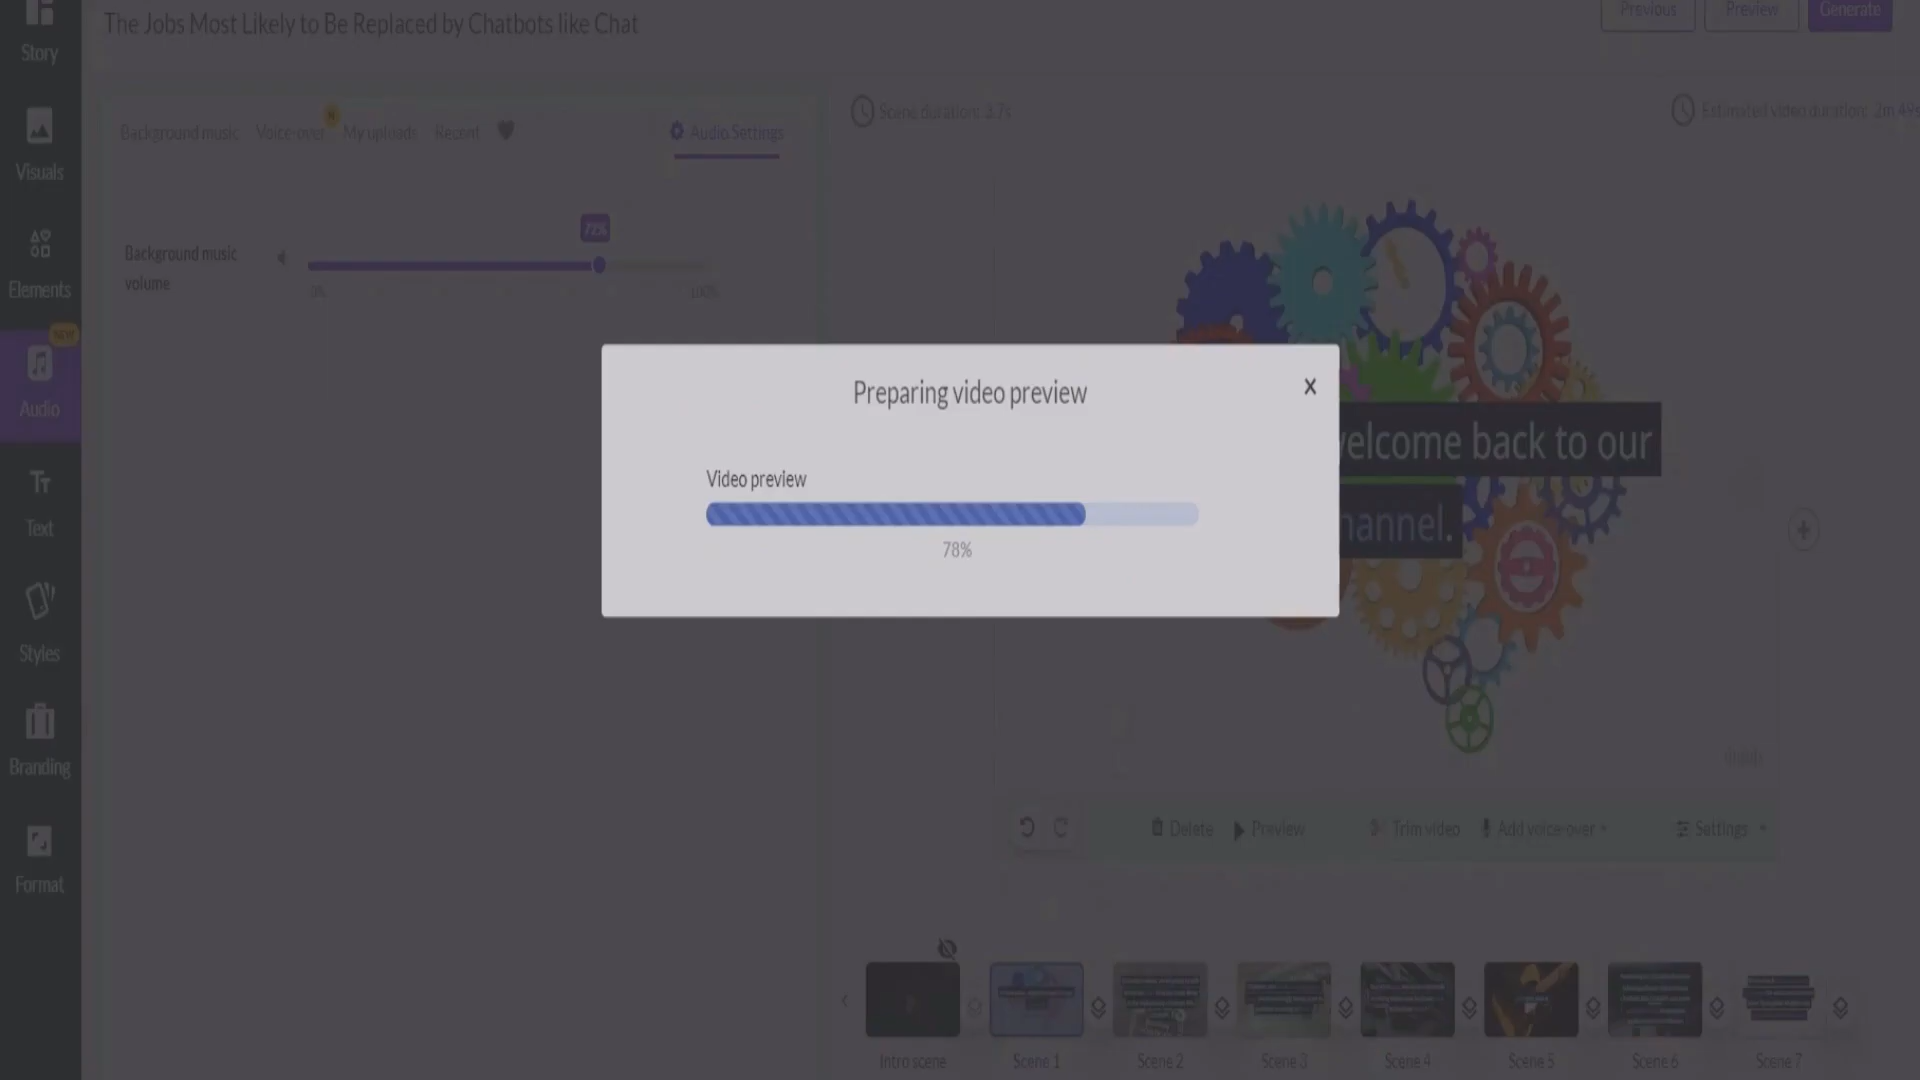 The Jobs Most Likely to Be Replaced by Chatbots like Chat
Previous
Preview
Generate
Story
Visuals
Elements
NEW
Audio
Text
Styles
Branding
Format
Background music
Voice-over
N
My uploads
Recent
Audio Settings
Scene duration: 3.7s
Estimated video duration: 2m 49s
72%
Background music
volume
0%
100%
Preparing video preview
X
Video preview
78%
welcome back to our
hannel.
Delete
Preview
Trim video
Add voice-over
Settings
Intro scene
Scene 1
Scene 2
Scene 3
Scene 4
Scene 5
Scene 6
Scene 7